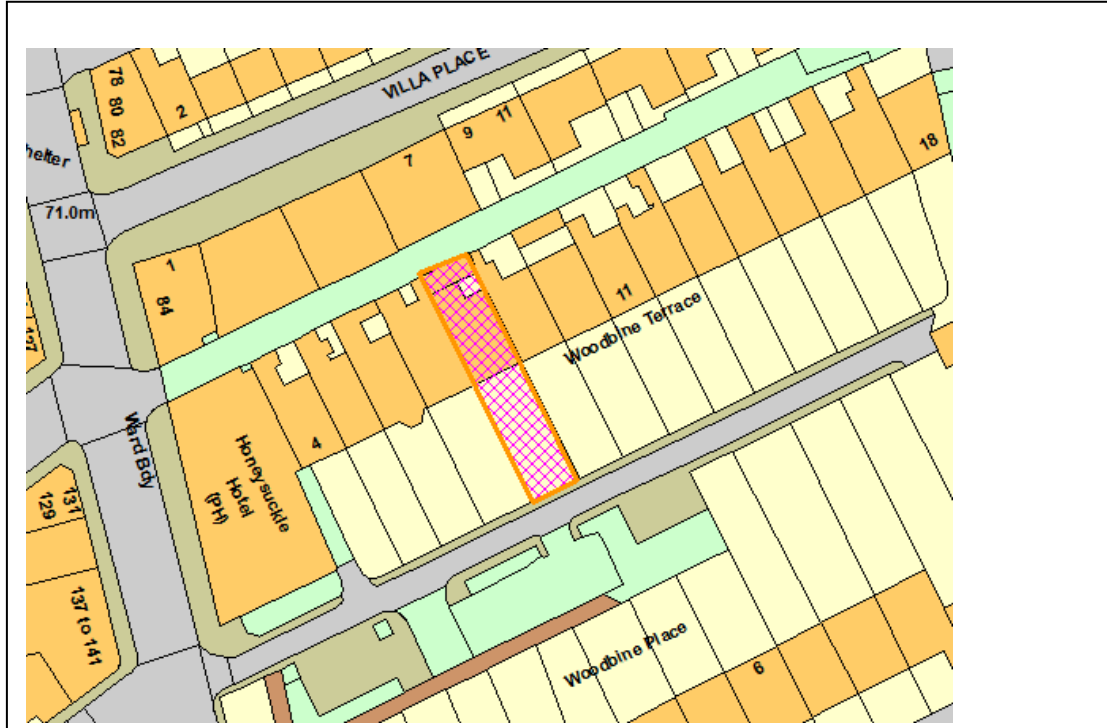 78
80
82
2
VILLA PLACE
9
11
7
18
helter
71.0m
1
84
127
11
Woodbine Terrace
Ward Bdy
4
Honeysuckle
Hotel
(PH)
131
129
137 to 141
Woodbine Place
6